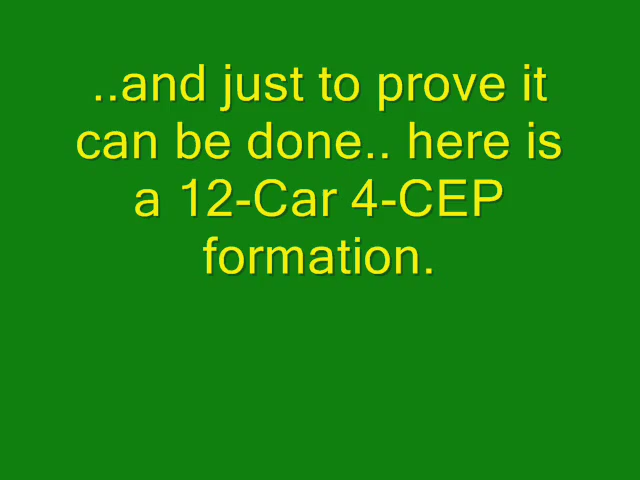 ..and just to prove it
can be done.. here is
a 12-Car 4-CEP
formation.